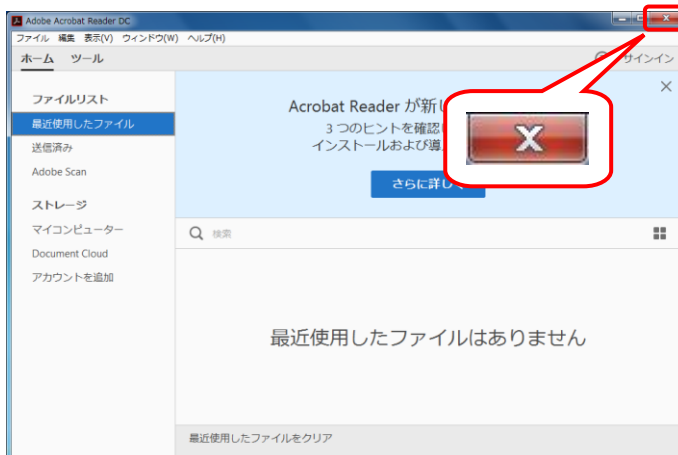 Adobe Acrobat Reader DC
ファイル 編集 表示(V) ウィンドウ(W) ヘルプ(H)
ホーム ツール
サインイン
ファイルリスト
最近使用したファイル
送信済み
Adobe Scan
ストレージ
マイコンピューター
Document Cloud
アカウントを追加
Acrobat Reader が新し
3 つのヒントを確認
インストールおよび導
さらに詳し
検索
最近使用したファイルはありません
最近使用したファイルをクリア